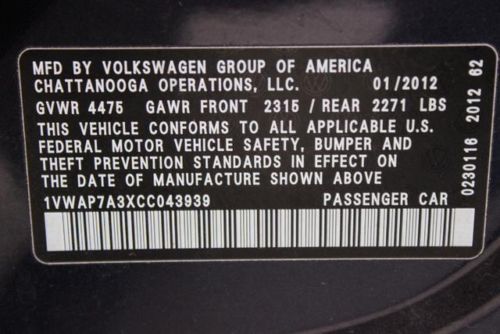 MFD BY VOLKSWAGEN GROUP OF AMERICA
CHATTANOOGA OPERATIONS, LLC. 01/2012
GVWR 4475 GAWR FRONT 2315 / REAR 2271 LBS
THIS VEHICLE CONFORMS TO ALL APPLICABLE U.S.
FEDERAL MOTOR VEHICLE SAFETY, BUMPER AND
THEFT PREVENTION STANDARDS IN EFFECT ON
THE DATE OF MANUFACTURE SHOWN ABOVE
1VWAP7A3XCC043939 PASSENGER CAR
0230116 2012 62